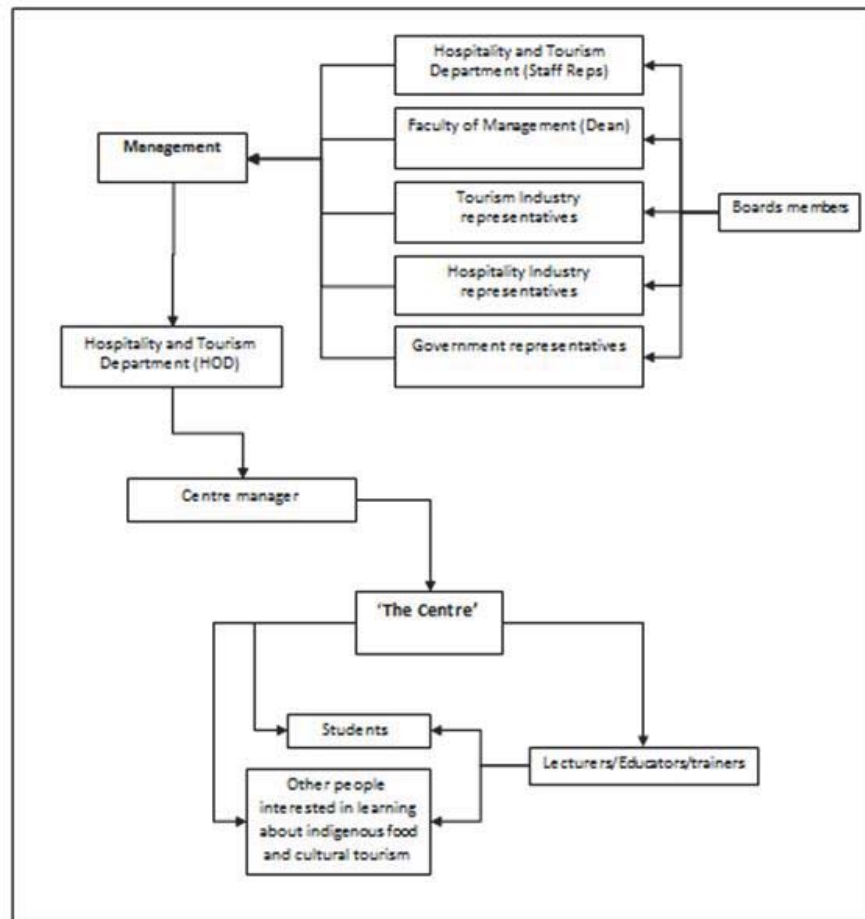 Hospitality and Tourism
Department (Staff Reps)
Faculty of Management (Dean)
Management
Tourism Industry
representatives
Boards members
Hospitality Industry
representatives
Government representatives
Hospitality and Tourism
Department (HOD)
Centre manager
'The Centre'
Students
Lecturers/Educators/trainers
Other people
interested in learning
about indigenous food
and cultural tourism